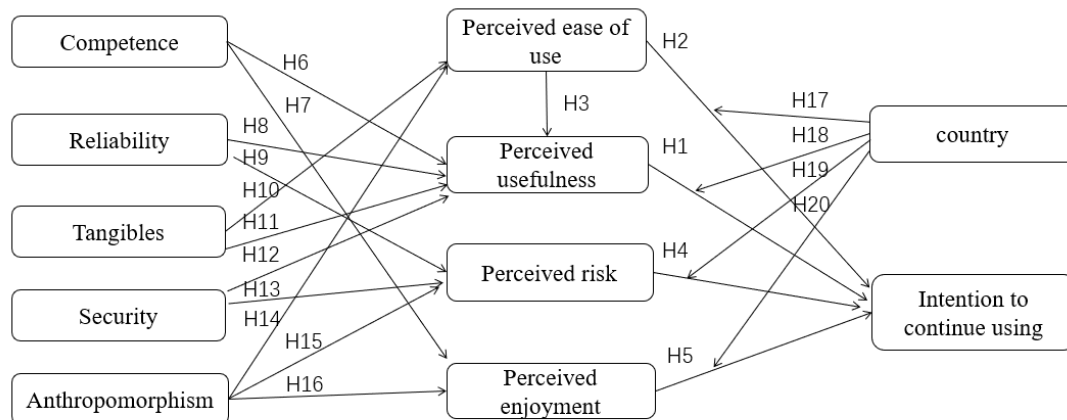 Competence
Reliability
Tangibles
Security
Anthropomorphism
H6
H7
H8
H9
H10
H11
H12
H13
H14
H15
H16
Perceived ease of
use
H3
Perceived
usefulness
Perceived risk
Perceived
enjoyment
H2
H1
H4
H5
H17
H18
H19
H20
country
Intention to
continue using